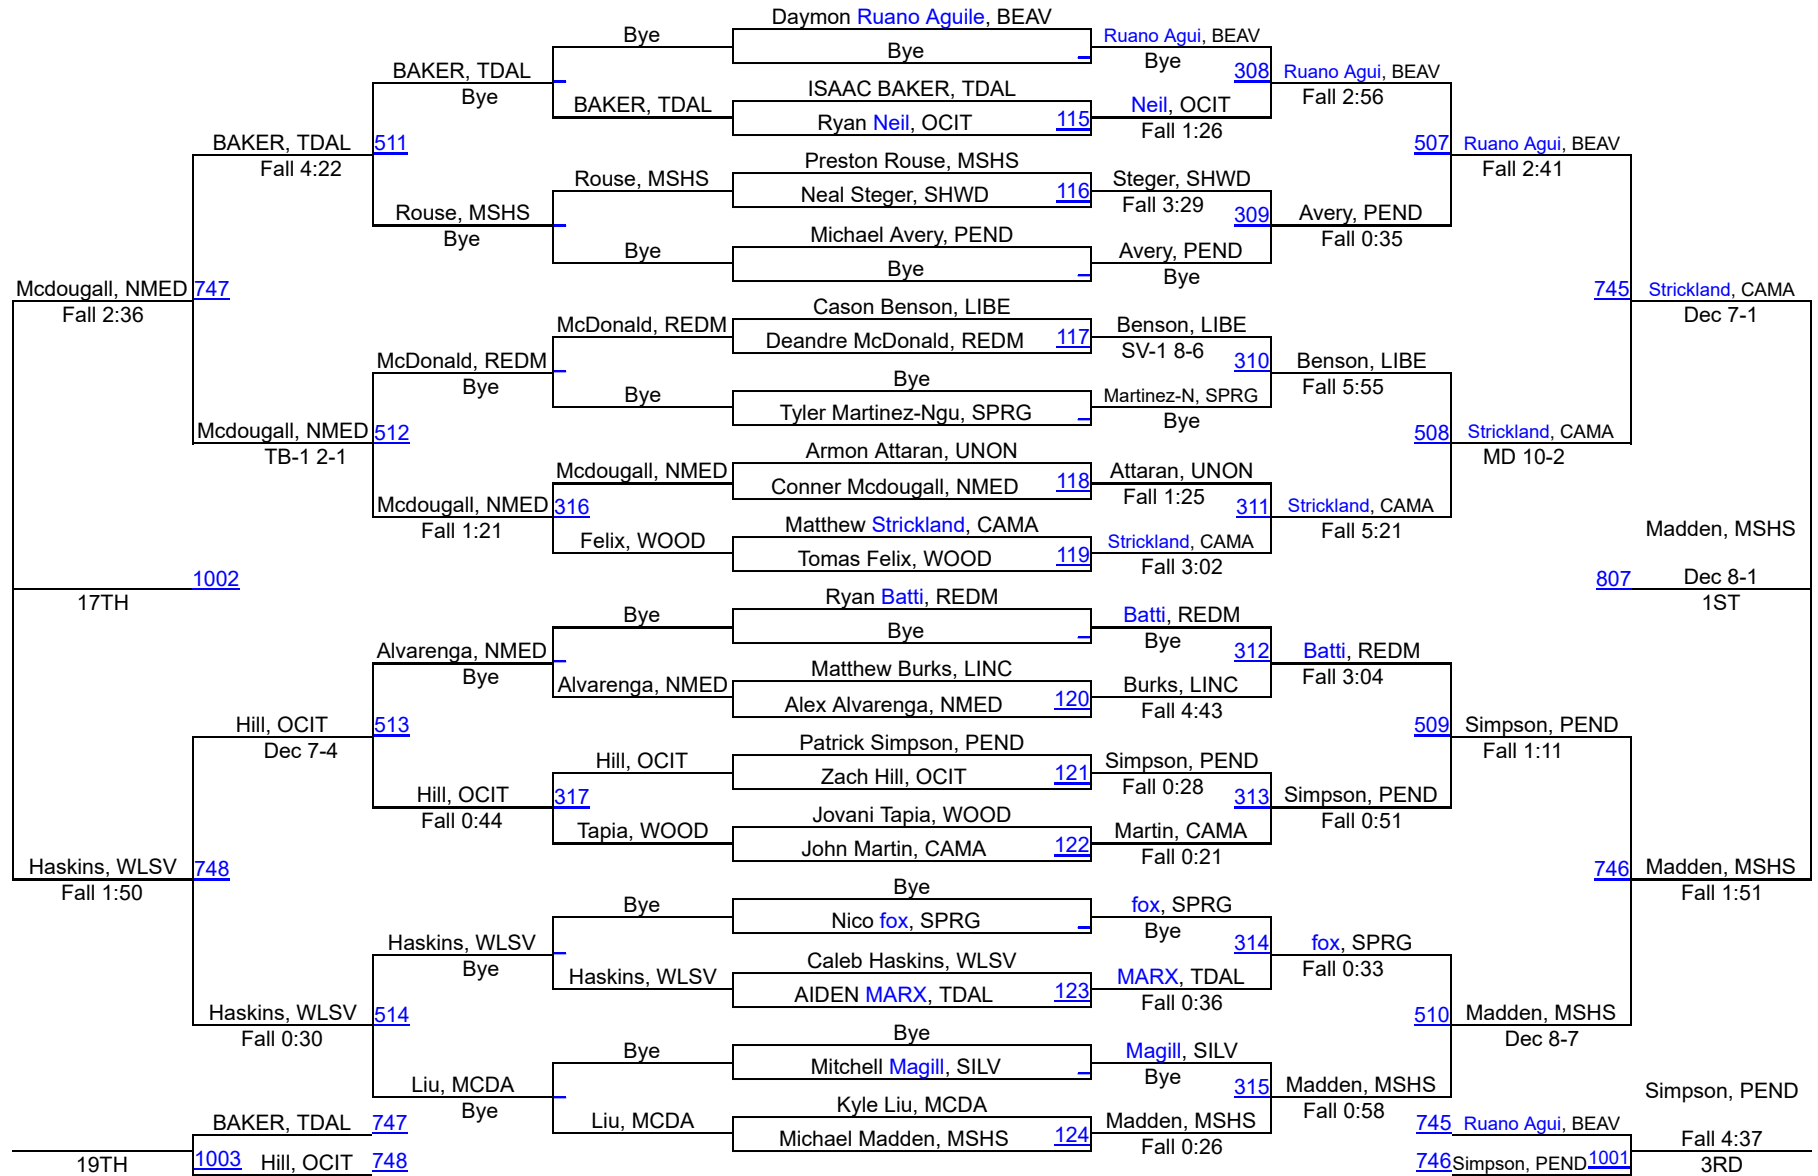 Daymon Ruano Aguile, BEAV
Bye
Bye
Ruano Agui, BEAV
Bye
BAKER, TDAL
Bye
308
Ruano Agui, BEAV
Fall 2:56
ISAAC BAKER, TDAL
BAKER, TDAL
Ryan Neil, OCIT
115
Neil, OCIT
Fall 1:26
BAKER, TDAL
Fall 4:22
511
507
Ruano Agui, BEAV
Fall 2:41
Preston Rouse, MSHS
Rouse, MSHS
Neal Steger, SHWD
116
Steger, SHWD
Fall 3:29
Rouse, MSHS
Bye
309
Avery, PEND
Fall 0:35
Michael Avery, PEND
Bye
Bye
Avery, PEND
Bye
Mcdougall, NMED
Fall 2:36
747
745
Strickland, CAMA
Dec 7-1
Cason Benson, LIBE
McDonald, REDM
Deandre McDonald, REDM
117
Benson, LIBE
SV-1 8-6
McDonald, REDM
Bye
310
Benson, LIBE
Fall 5:55
Bye
Bye
Tyler Martinez-Ngu, SPRG
Martinez-N, SPRG
Bye
Mcdougall, NMED
TB-1 2-1
512
508
Strickland, CAMA
MD 10-2
Armon Attaran, UNON
Mcdougall, NMED
Conner Mcdougall, NMED
118
Attaran, UNON
Fall 1:25
Mcdougall, NMED
Fall 1:21
316
311
Strickland, CAMA
Fall 5:21
Matthew Strickland, CAMA
Felix, WOOD
Tomas Felix, WOOD
119
Strickland, CAMA
Fall 3:02
Madden, MSHS
1002
17TH
807
Dec 8-1
1ST
Ryan Batti, REDM
Bye
Bye
Batti, REDM
Bye
Alvarenga, NMED
Bye
312
Batti, REDM
Fall 3:04
Matthew Burks, LINC
Alvarenga, NMED
Alex Alvarenga, NMED
120
Burks, LINC
Fall 4:43
Hill, OCIT
Dec 7-4
513
509
Simpson, PEND
Fall 1:11
Patrick Simpson, PEND
Hill, OCIT
Zach Hill, OCIT
121
Simpson, PEND
Fall 0:28
Hill, OCIT
Fall 0:44
317
313
Simpson, PEND
Fall 0:51
Jovani Tapia, WOOD
Tapia, WOOD
John Martin, CAMA
122
Martin, CAMA
Fall 0:21
Haskins, WLSV
Fall 1:50
748
746
Madden, MSHS
Fall 1:51
Bye
Bye
Nico fox, SPRG
fox, SPRG
Bye
Haskins, WLSV
Bye
314
fox, SPRG
Fall 0:33
Caleb Haskins, WLSV
Haskins, WLSV
AIDEN MARX, TDAL
123
MARX, TDAL
Fall 0:36
Haskins, WLSV
Fall 0:30
514
510
Madden, MSHS
Dec 8-7
Bye
Bye
Mitchell Magill, SILV
Magill, SILV
Bye
Liu, MCDA
Bye
315
Madden, MSHS
Fall 0:58
Kyle Liu, MCDA
Liu, MCDA
Michael Madden, MSHS
124
Madden, MSHS
Fall 0:26
Simpson, PEND
BAKER, TDAL 747
19TH
1003 Hill, OCIT 748
745 Ruano Agui, BEAV
746 Simpson, PEND 1001
Fall 4:37
3RD